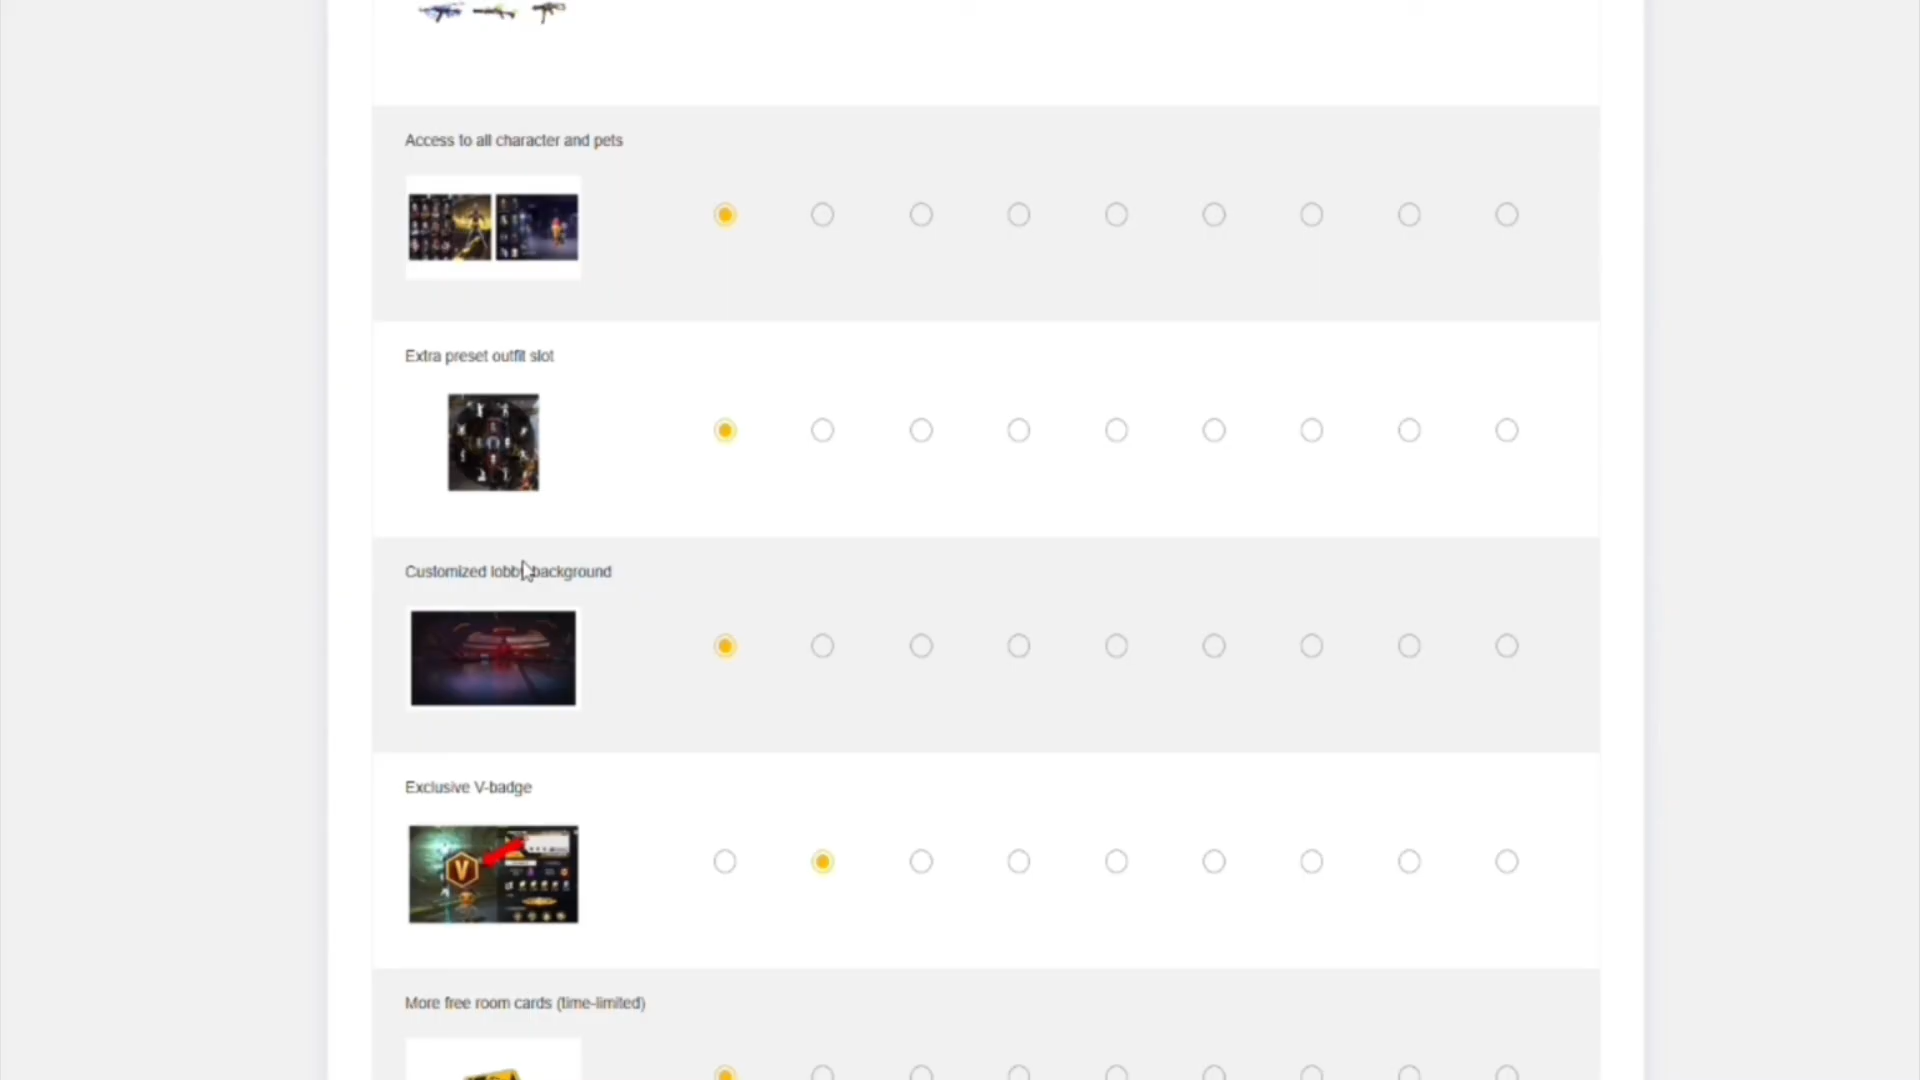 Access to all character and pets
Extra preset outfit slot
Customized lobby background
Exclusive V-badge
V
More free room cards (time-limited)